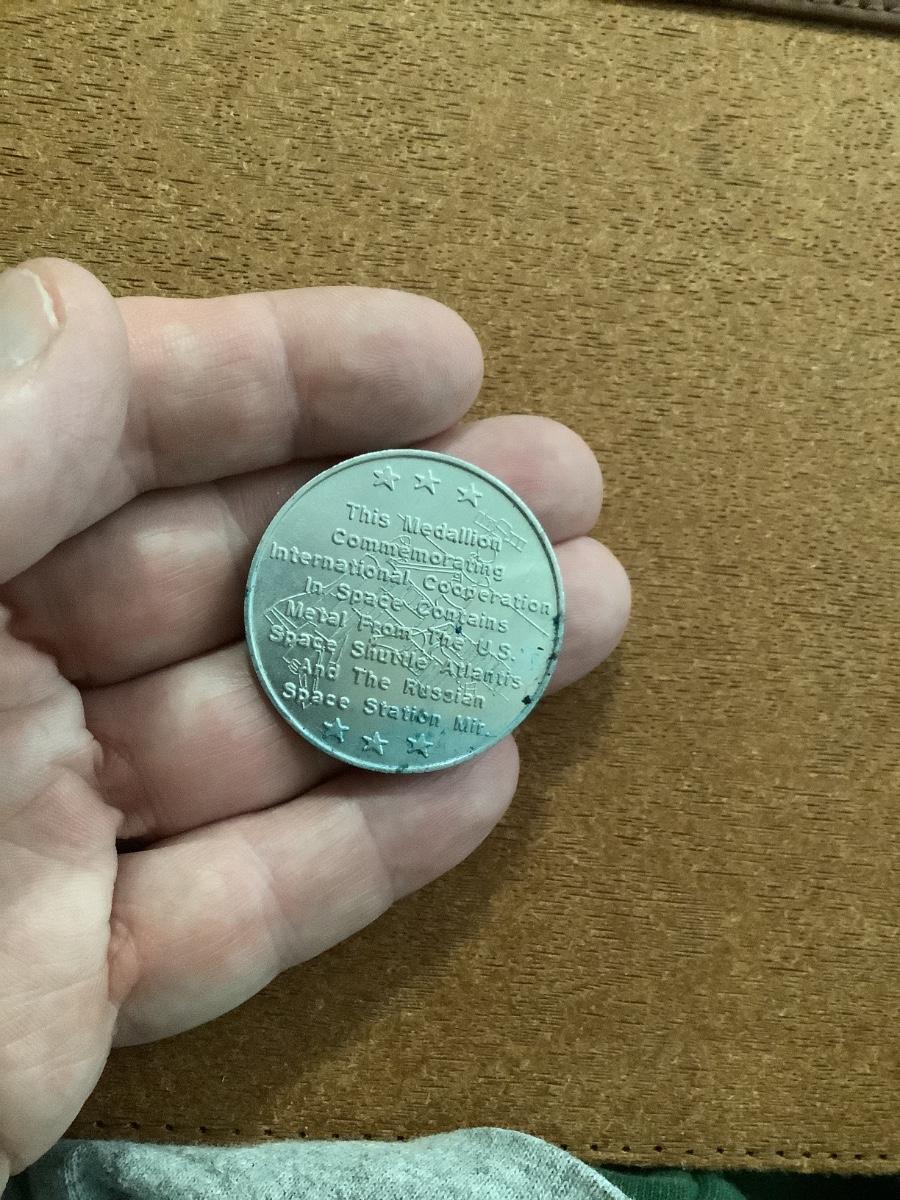 This Medallion
Commemorating
International Cooperation
In Space Contains
Metal From The U.S.
Space Shuttle Atlantis
And The Russian
Space Station Mir.